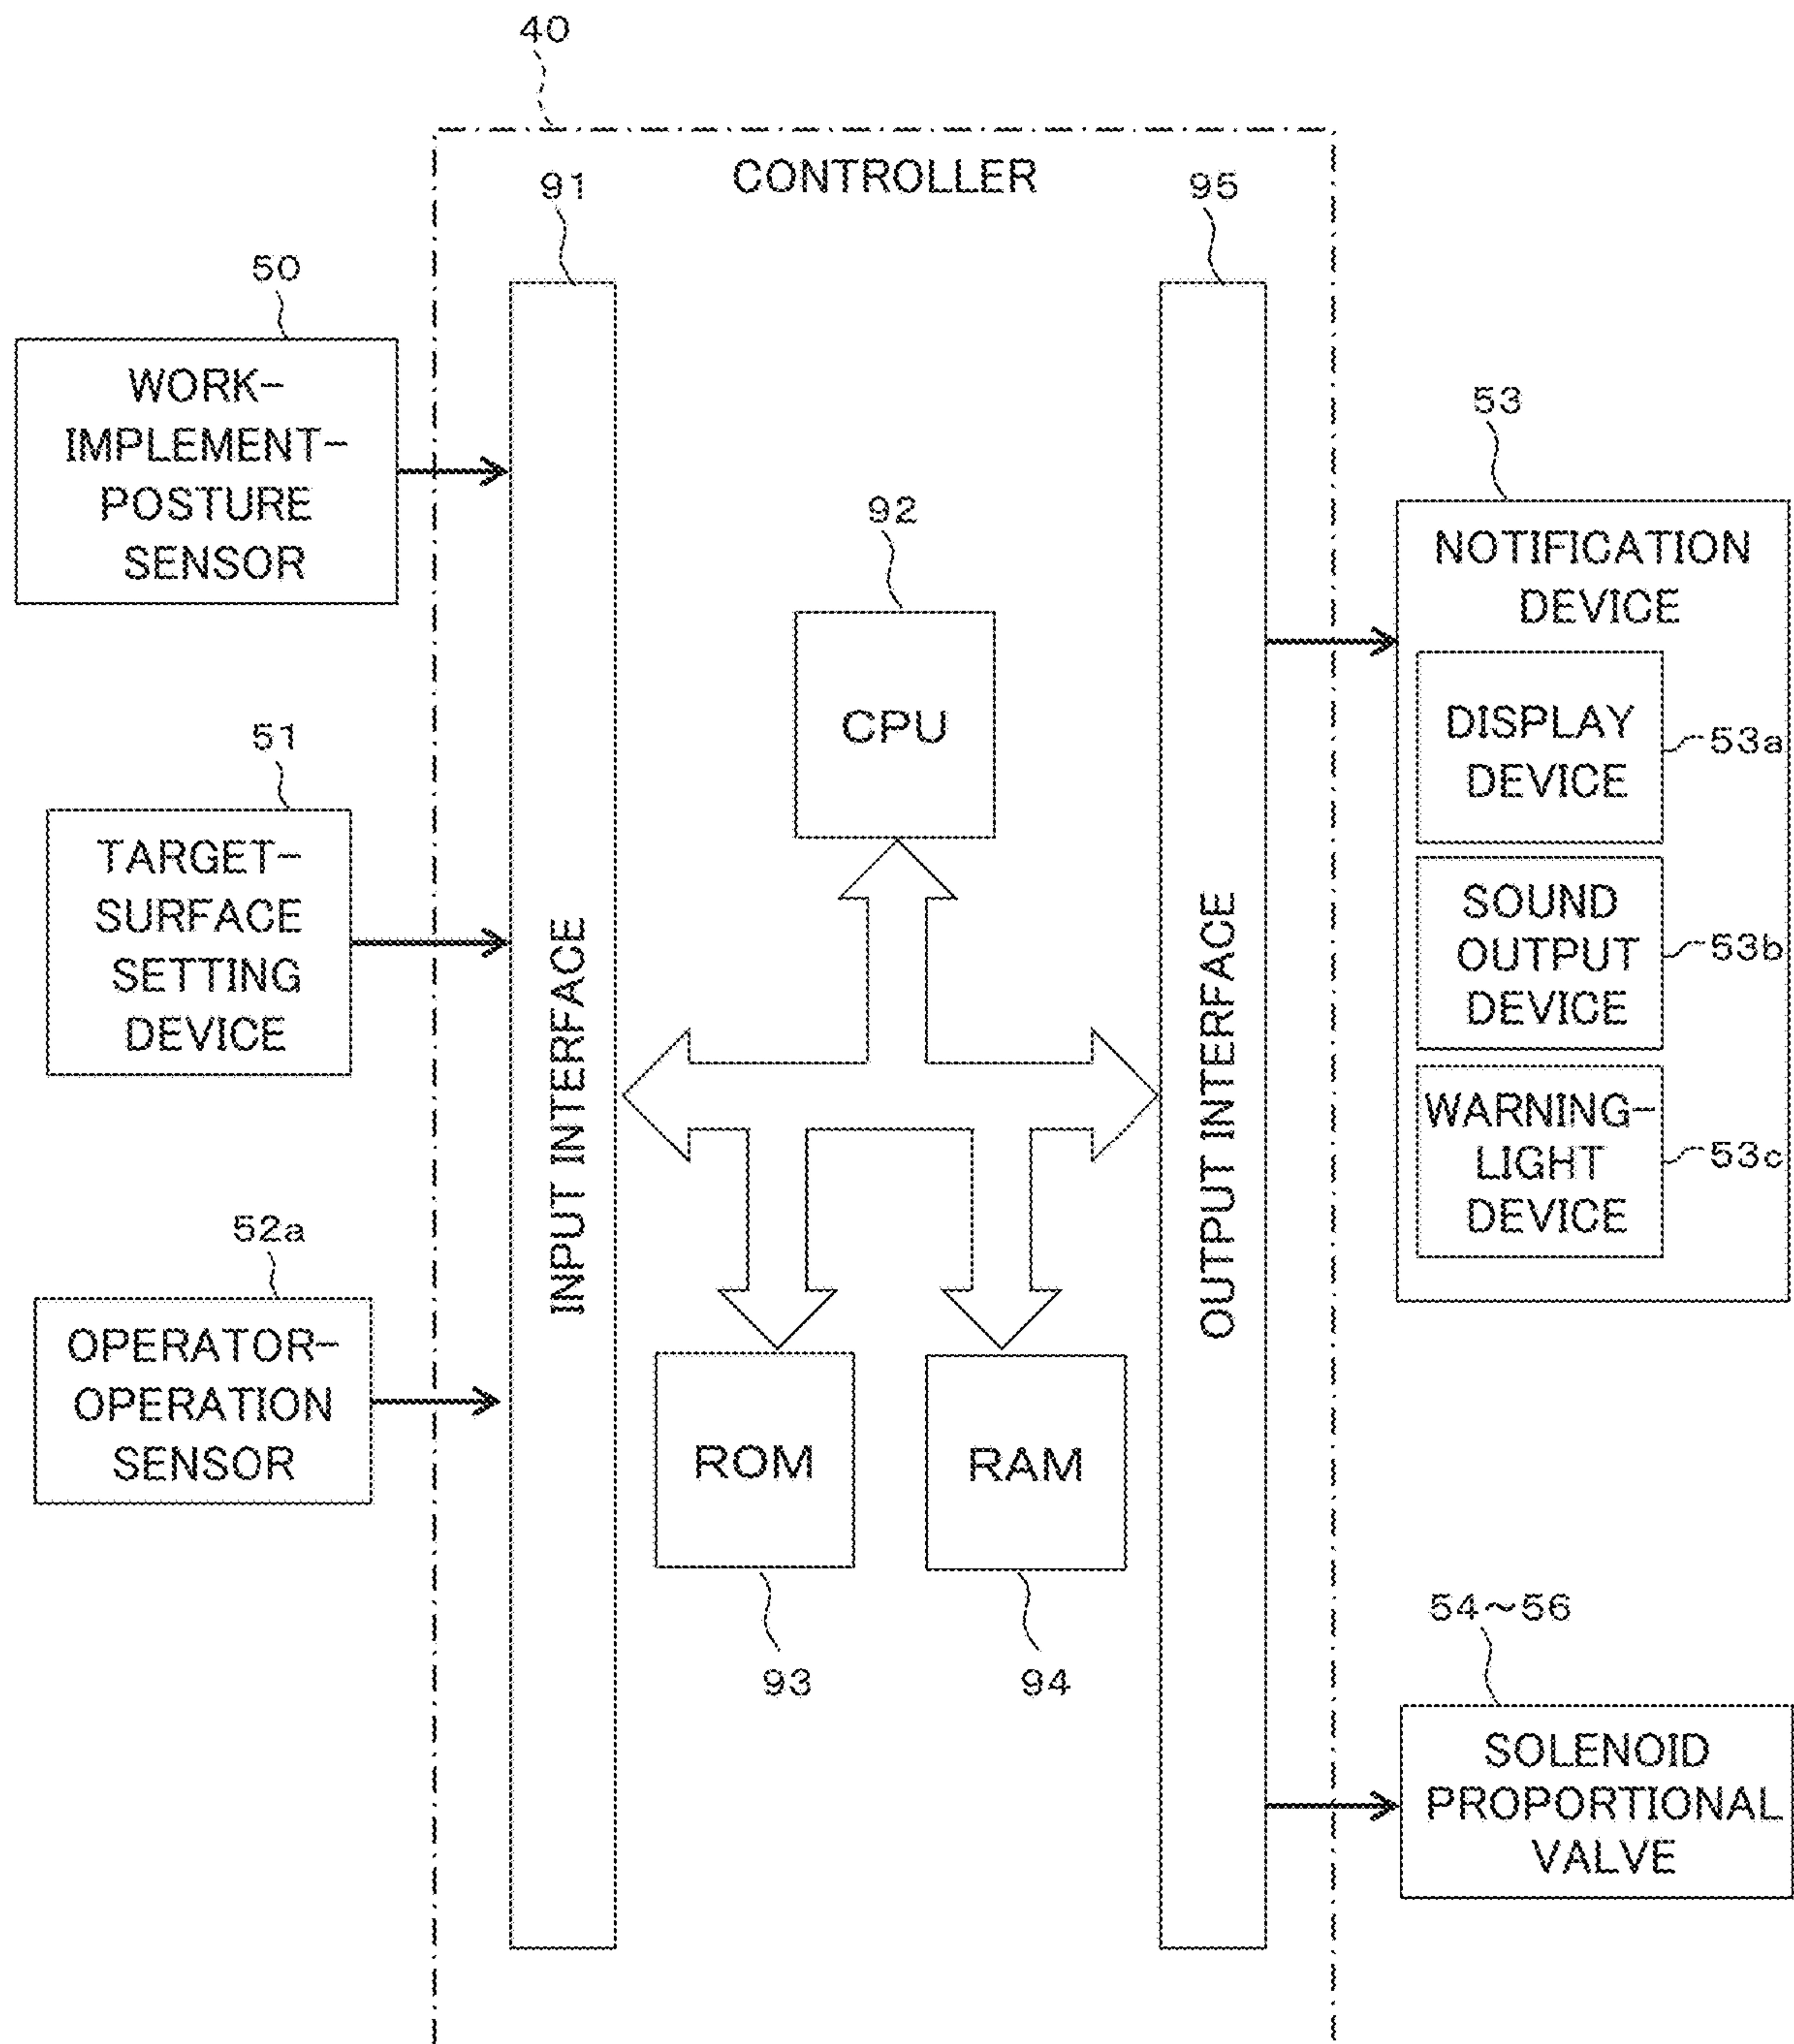 40
CONTROLLER
91
95
50
WORK-
IMPLEMENT-
POSTURE
SENSOR
51
TARGET-
SURFACE
SETTING
DEVICE
52a
OPERATOR-
OPERATION
SENSOR
INPUT INTERFACE
92
CPU
ROM
93
RAM
94
OUTPUT INTERFACE
53
NOTIFICATION
DEVICE
DISPLAY
DEVICE
53a
SOUND
OUTPUT
DEVICE
53b
WARNING-
LIGHT
DEVICE
53c
54~56
SOLENOID
PROPORTIONAL
VALVE